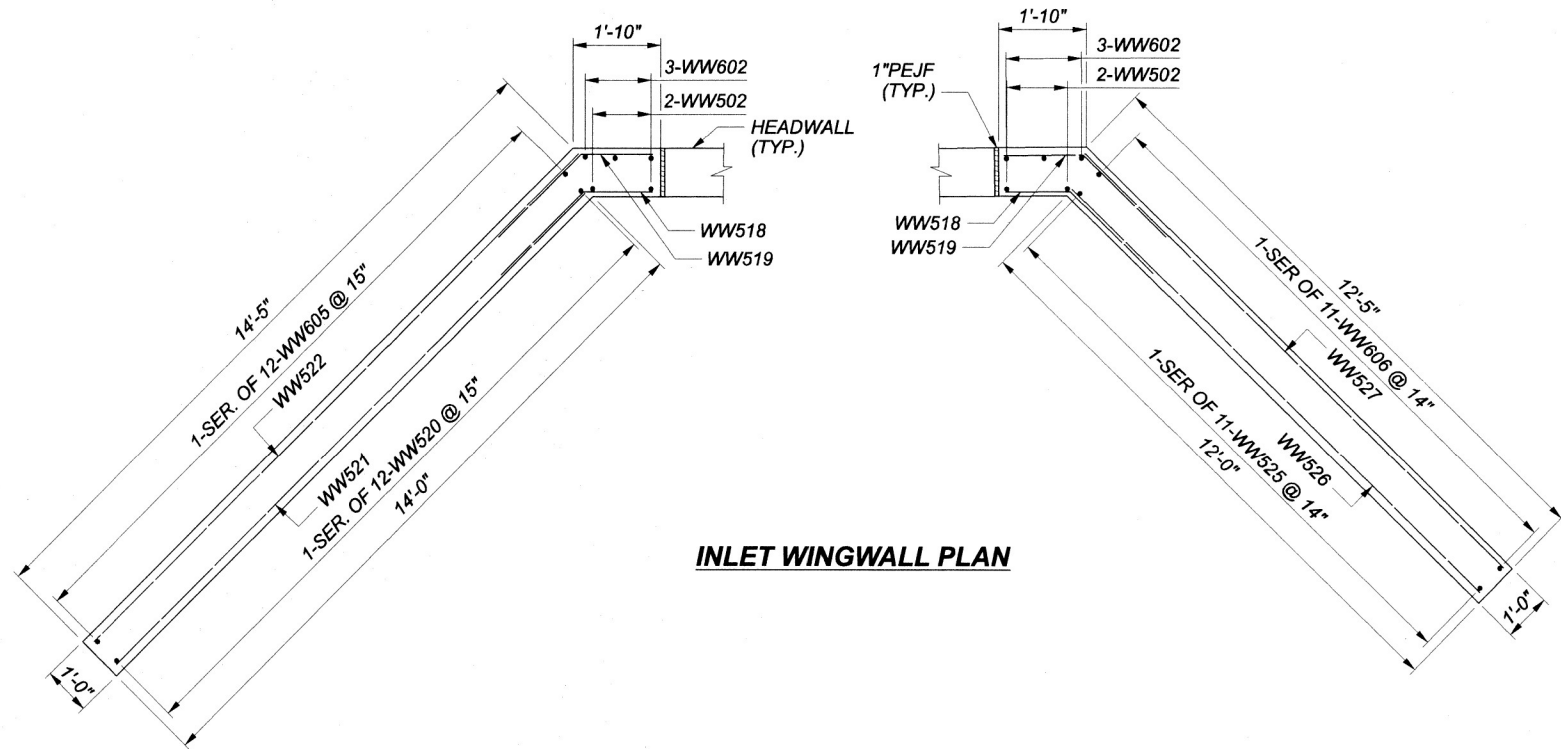 1'-10"
3-WW602
2-WW502
HEADWALL
(TYP.)
WW518
WW519
14'-5"
1-SER. OF 12-WW605 @ 15"
WW522
WW521
1-SER. OF 12-WW520 @ 15"
14'-0"
1'-0"
1'-10"
3-WW602
2-WW502
1"PEJF
(TYP.)
WW518
WW519
12'-5"
1-SER OF 11-WW606 @ 14"
WW527
WW526
1-SER OF 11-WW525 @ 14"
12'-0"
1'-0"
INLET WINGWALL PLAN